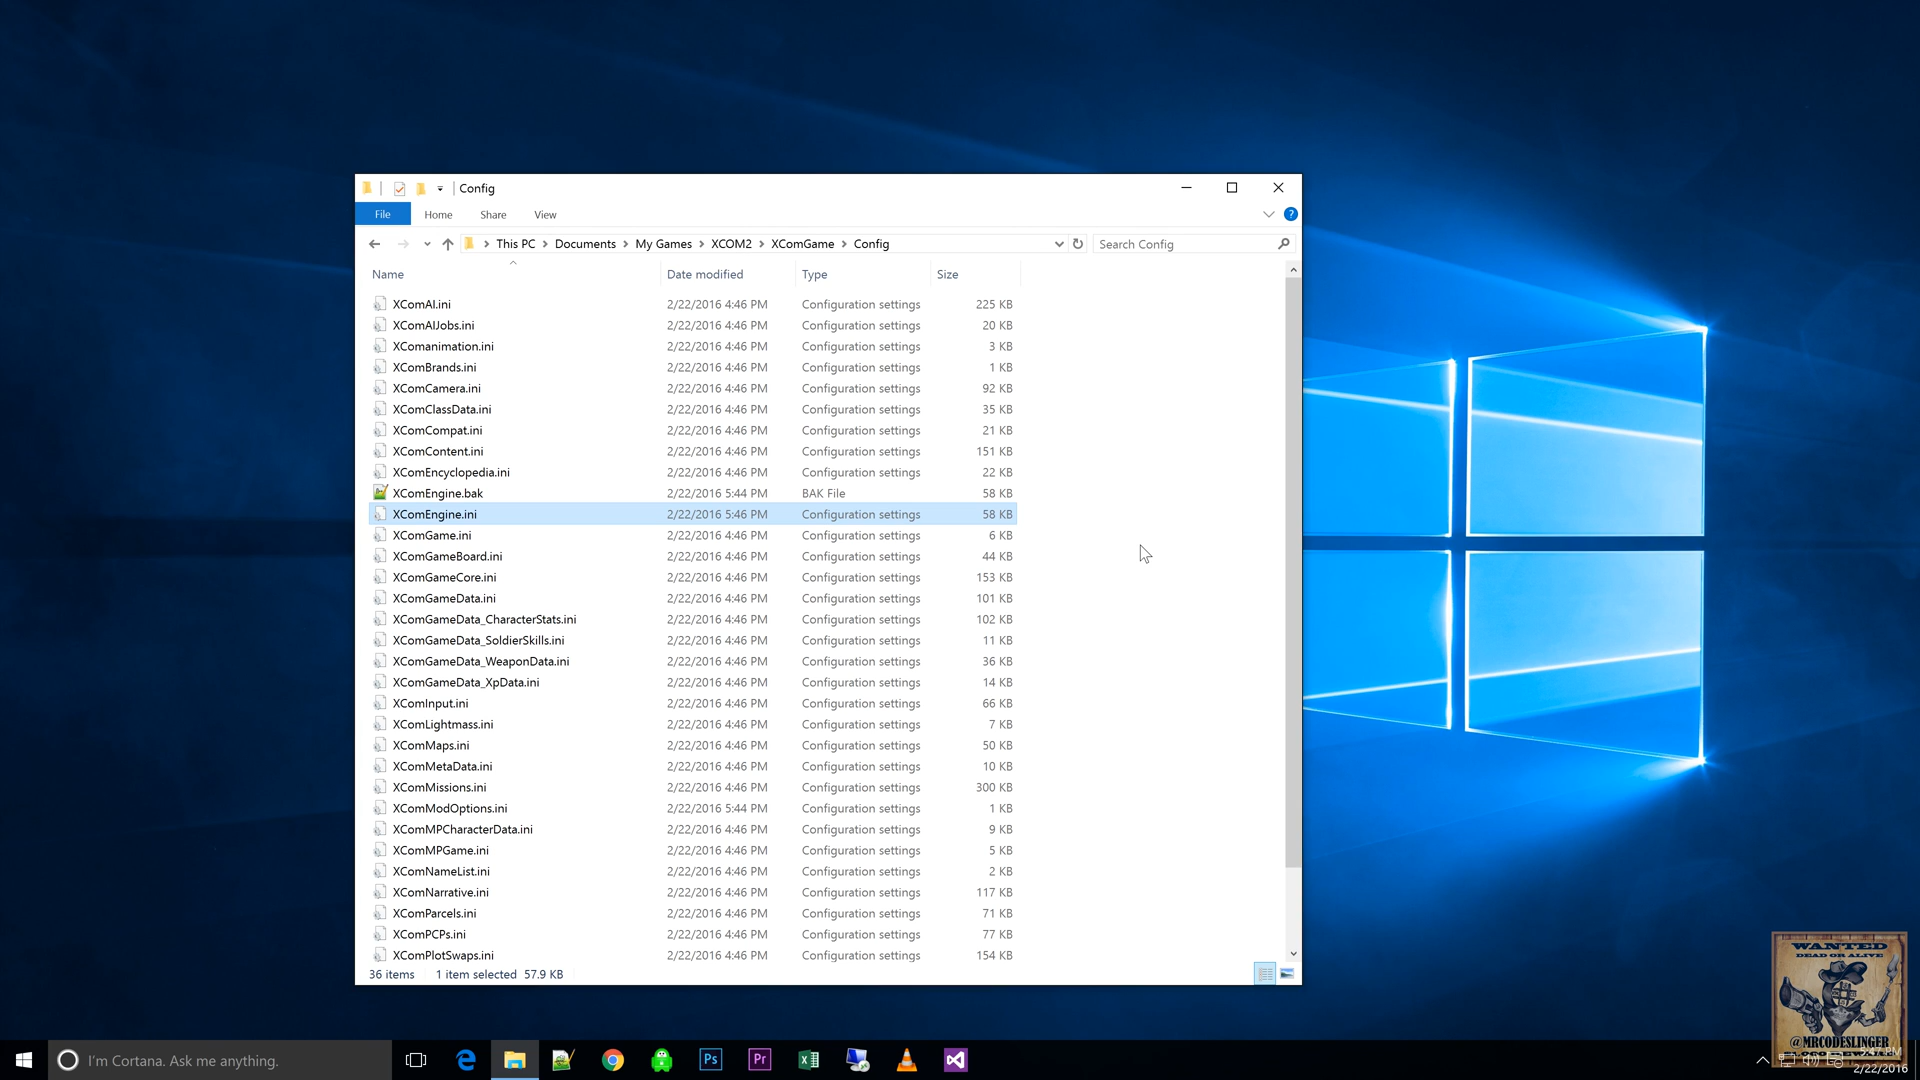 Config
File Home Share View
This PC Documents My Games XCOM2 XComGame Config Search Config
Name Date modified Type Size
XComAI.ini 2/22/2016 4:46 PM Configuration settings 225 KB
XComAIJobs.ini 2/22/2016 4:46 PM Configuration settings 20 KB
XComanimation.ini 2/22/2016 4:46 PM Configuration settings 3 KB
XComBrands.ini 2/22/2016 4:46 PM Configuration settings 1 KB
XComCamera.ini 2/22/2016 4:46 PM Configuration settings 92 KB
XComClassData.ini 2/22/2016 4:46 PM Configuration settings 35 KB
XComCompat.ini 2/22/2016 4:46 PM Configuration settings 21 KB
XComContent.ini 2/22/2016 4:46 PM Configuration settings 151 KB
XComEncyclopedia.ini 2/22/2016 4:46 PM Configuration settings 22 KB
XComEngine.bak 2/22/2016 5:44 PM BAK File 58 KB
XComEngine.ini 2/22/2016 5:46 PM Configuration settings 58 KB
XComGame.ini 2/22/2016 4:46 PM Configuration settings 6 KB
XComGameBoard.ini 2/22/2016 4:46 PM Configuration settings 44 KB
XComGameCore.ini 2/22/2016 4:46 PM Configuration settings 153 KB
XComGameData.ini 2/22/2016 4:46 PM Configuration settings 101 KB
XComGameData_CharacterStats.ini 2/22/2016 4:46 PM Configuration settings 102 KB
XComGameData_SoldierSkills.ini 2/22/2016 4:46 PM Configuration settings 11 KB
XComGameData_WeaponData.ini 2/22/2016 4:46 PM Configuration settings 36 KB
XComGameData_XpData.ini 2/22/2016 4:46 PM Configuration settings 14 KB
XComInput.ini 2/22/2016 4:46 PM Configuration settings 66 KB
XComLightmass.ini 2/22/2016 4:46 PM Configuration settings 7 KB
XComMaps.ini 2/22/2016 4:46 PM Configuration settings 50 KB
XComMetaData.ini 2/22/2016 4:46 PM Configuration settings 10 KB
XComMissions.ini 2/22/2016 4:46 PM Configuration settings 300 KB
XComModOptions.ini 2/22/2016 5:44 PM Configuration settings 1 KB
XComMPCharacterData.ini 2/22/2016 4:46 PM Configuration settings 9 KB
XComMPGame.ini 2/22/2016 4:46 PM Configuration settings 5 KB
XComNameList.ini 2/22/2016 4:46 PM Configuration settings 2 KB
XComNarrative.ini 2/22/2016 4:46 PM Configuration settings 117 KB
XComParcels.ini 2/22/2016 4:46 PM Configuration settings 71 KB
XComPCPs.ini 2/22/2016 4:46 PM Configuration settings 77 KB
XComPlotSwaps.ini 2/22/2016 4:46 PM Configuration settings 154 KB
36 items 1 item selected 57.9 KB
WANTED
DEAD OR ALIVE
@MRCODESLINGER
I'm Cortana. Ask me anything.
Ps Pr
2/22/2016